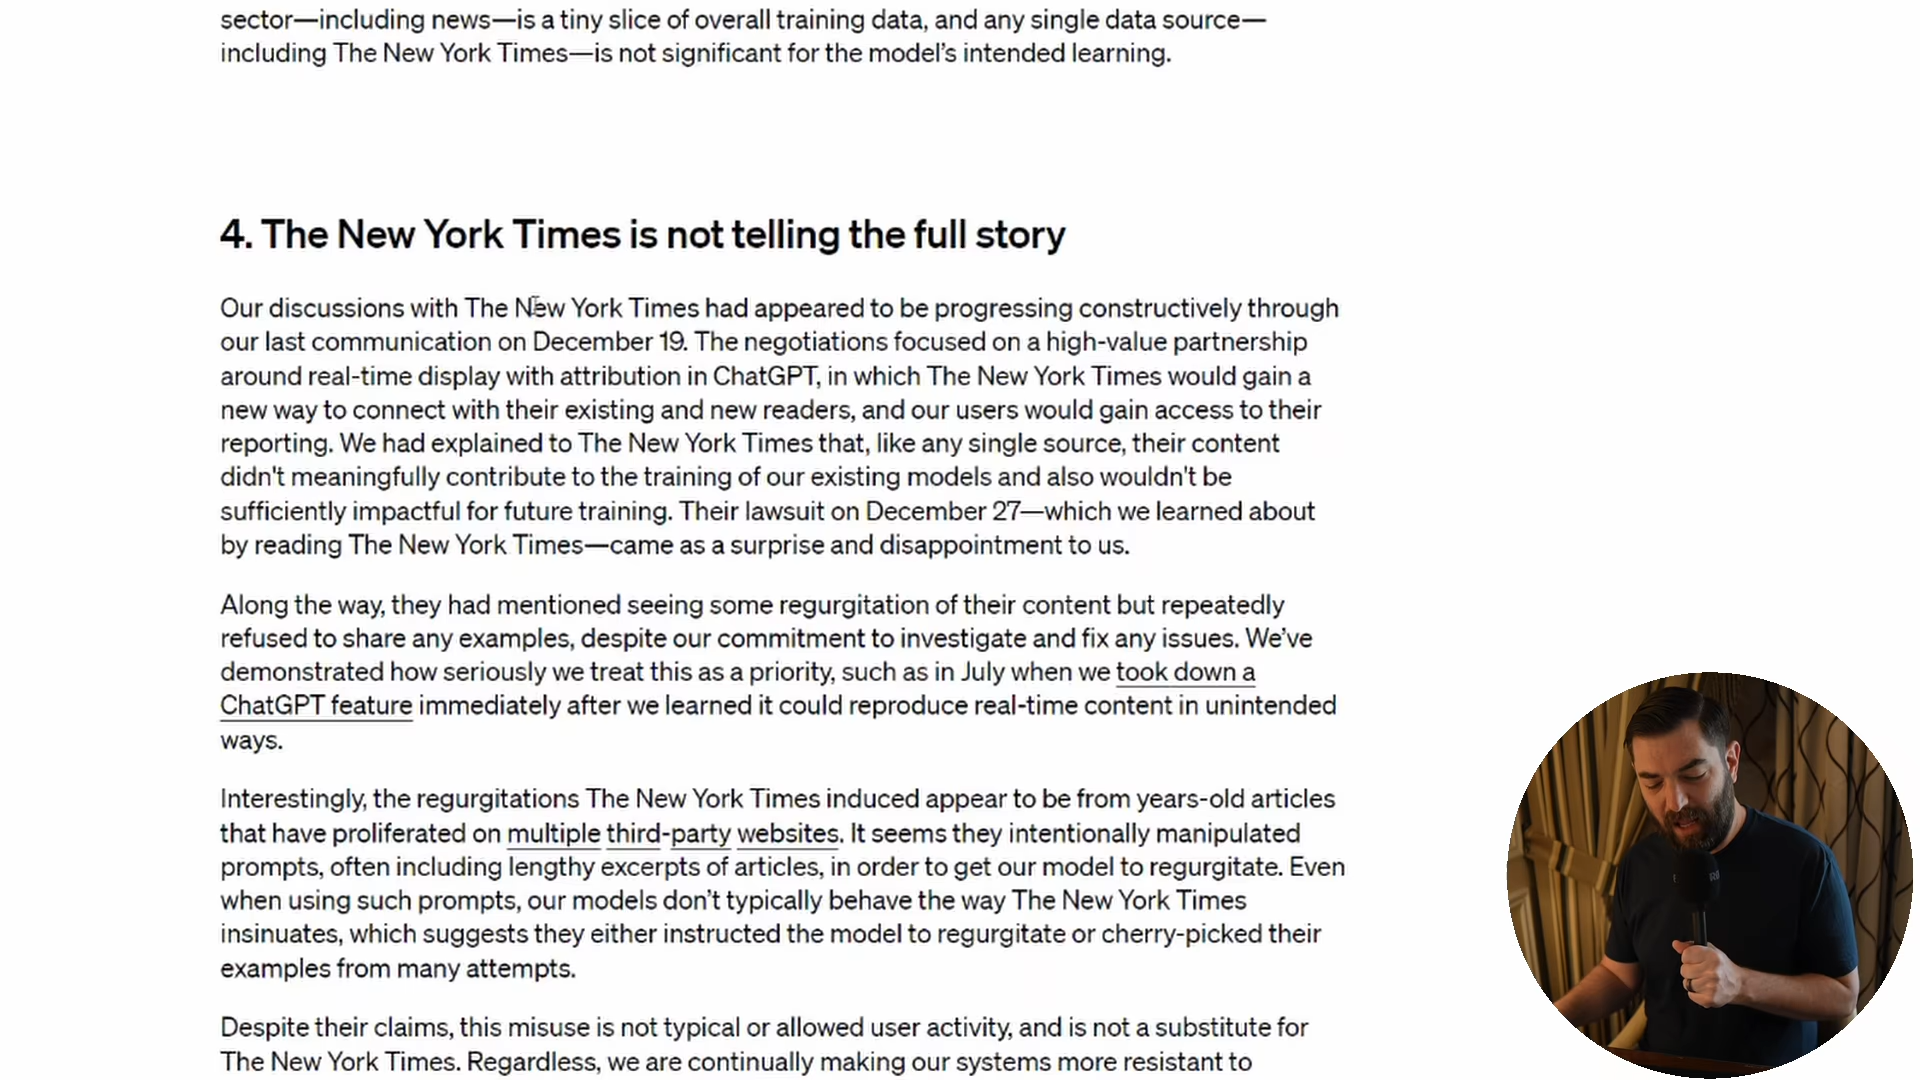 sector—including news—is a tiny slice of overall training data, and any single data source—
including The New York Times—is not significant for the model’s intended learning.
4. The New York Times is not telling the full story
Our discussions with The New York Times had appeared to be progressing constructively through
our last communication on December 19. The negotiations focused on a high-value partnership
around real-time display with attribution in ChatGPT, in which The New York Times would gain a
new way to connect with their existing and new readers, and our users would gain access to their
reporting. We had explained to The New York Times that, like any single source, their content
didn't meaningfully contribute to the training of our existing models and also wouldn't be
sufficiently impactful for future training. Their lawsuit on December 27—which we learned about
by reading The New York Times—came as a surprise and disappointment to us.
Along the way, they had mentioned seeing some regurgitation of their content but repeatedly
refused to share any examples, despite our commitment to investigate and fix any issues. We’ve
demonstrated how seriously we treat this as a priority, such as in July when we took down a
ChatGPT feature immediately after we learned it could reproduce real-time content in unintended
ways.
Interestingly, the regurgitations The New York Times induced appear to be from years-old articles
that have proliferated on multiple third-party websites. It seems they intentionally manipulated
prompts, often including lengthy excerpts of articles, in order to get our model to regurgitate. Even
when using such prompts, our models don’t typically behave the way The New York Times
insinuates, which suggests they either instructed the model to regurgitate or cherry-picked their
examples from many attempts.
Despite their claims, this misuse is not typical or allowed user activity, and is not a substitute for
The New York Times. Regardless, we are continually making our systems more resistant to